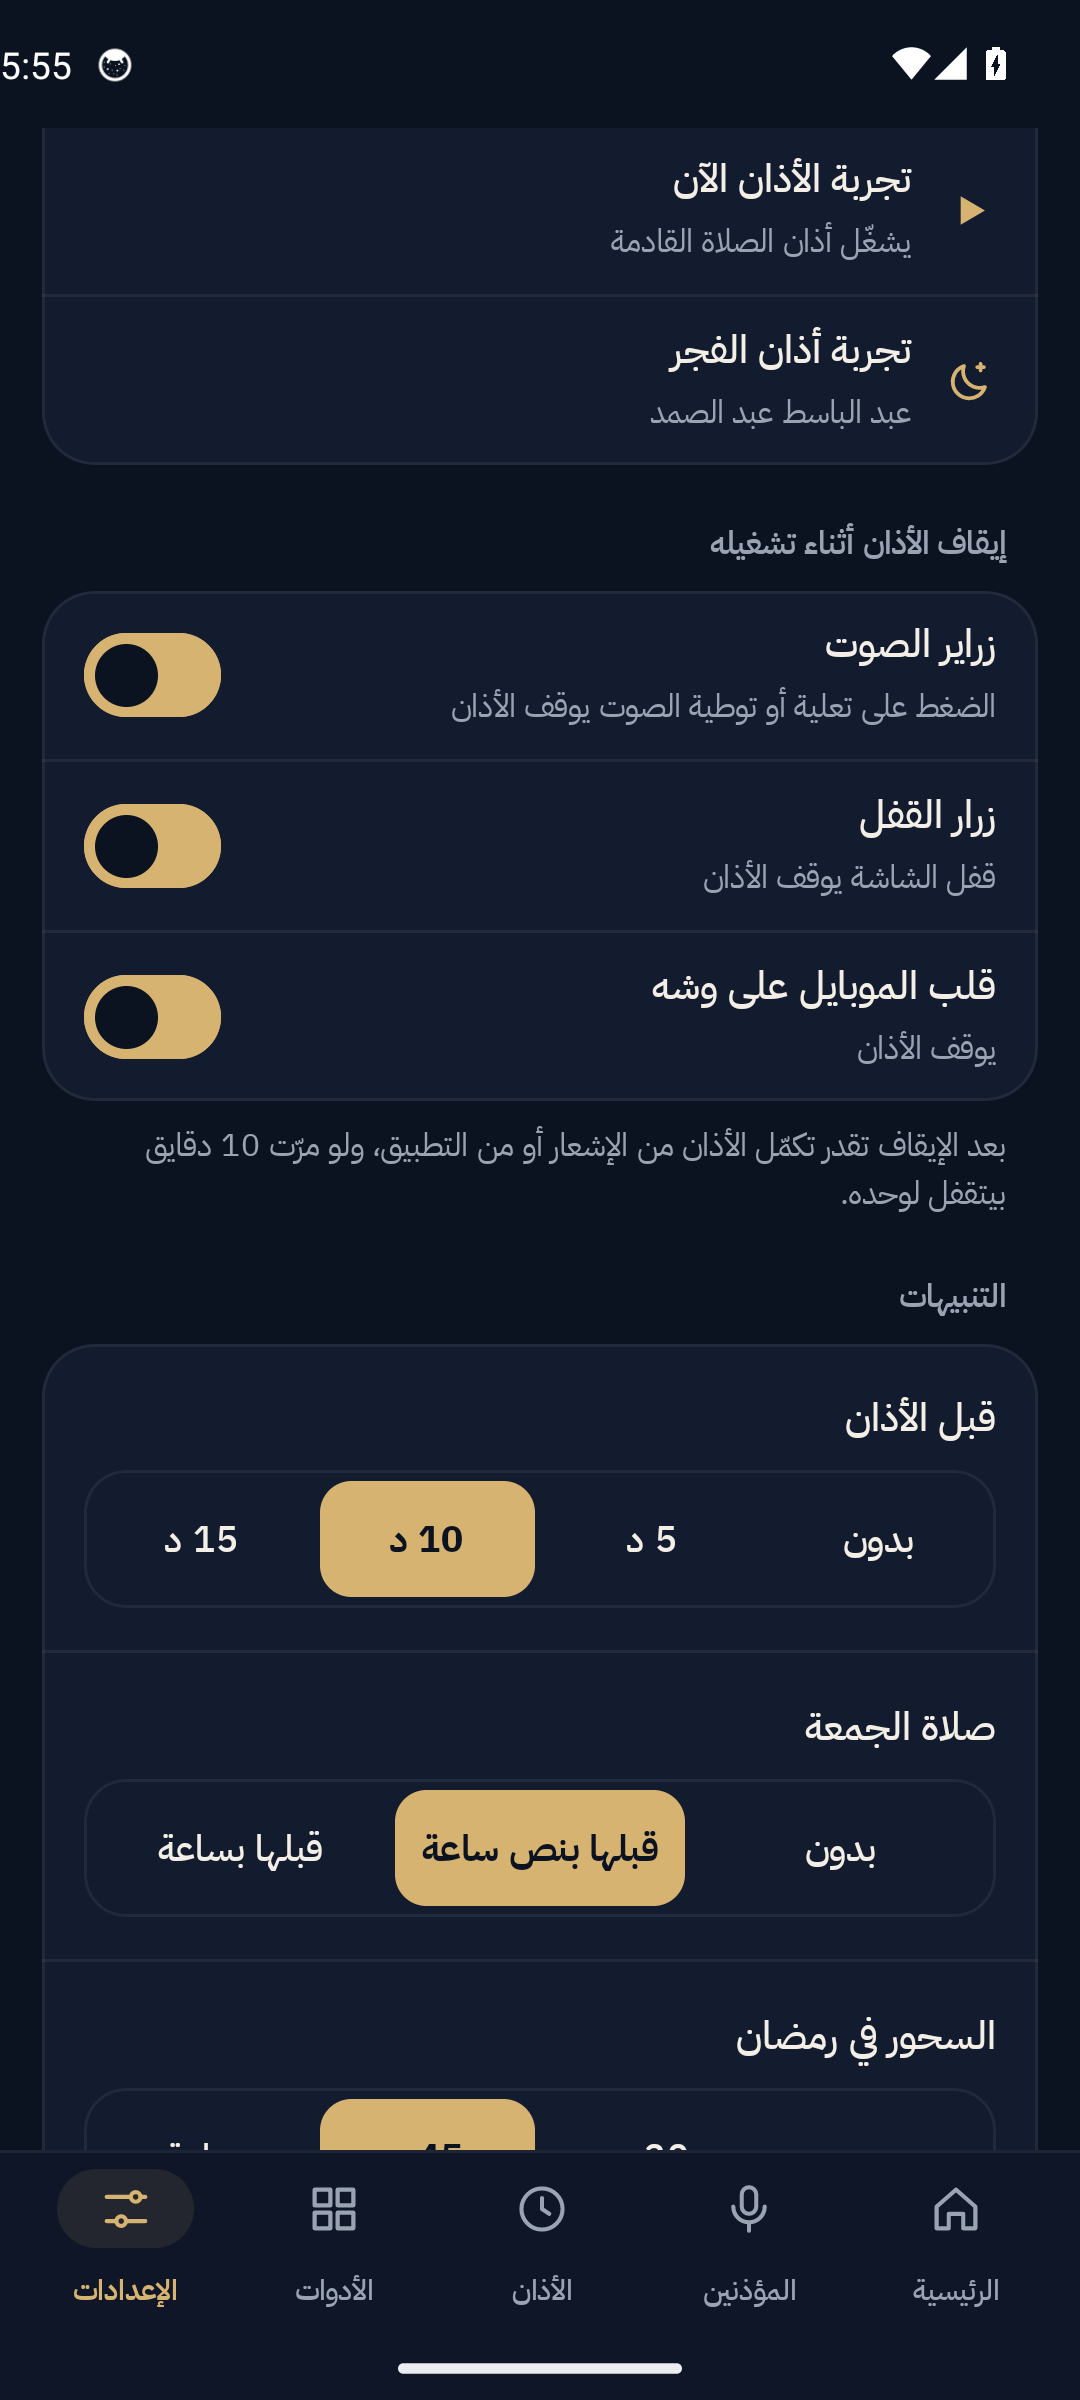 5:55
تجربة الأذان الآن
يشغّل أذان الصلاة القادمة
تجربة أذان الفجر
عبد الباسط عبد الصمد
إيقاف الأذان أثناء تشغيله
زراير الصوت
الضغط على تعلية أو توطية الصوت يوقف الأذان
زرار القفل
قفل الشاشة يوقف الأذان
قلب الموبايل على وشه
يوقف الأذان
بعد الإيقاف تقدر تكمّل الأذان من الإشعار أو من التطبيق، ولو مرّت 10 دقايق
بيتقفل لوحده.
التنبيهات
قبل الأذان
بدون
5 د
10 د
15 د
صلاة الجمعة
بدون
قبلها بنص ساعة
قبلها بساعة
السحور في رمضان
الرئيسية
المؤذنين
الأذان
الأدوات
الإعدادات